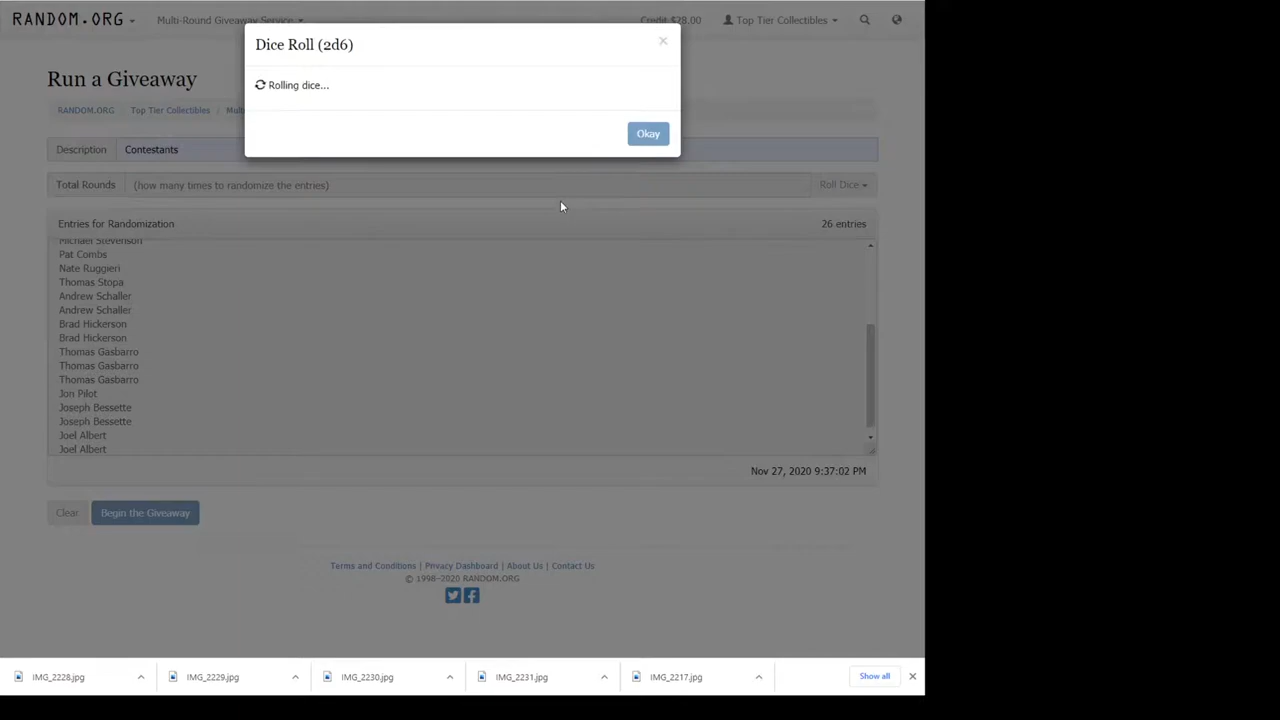 RANDOM.ORG Multi-Round Giveaway Service Credit $28.00 Top Tier Collectibles
Dice Roll (2d6) ×
Rolling dice...
Okay
Run a Giveaway
RANDOM.ORG / Top Tier Collectibles / Mul
Description Contestants
Total Rounds (how many times to randomize the entries) Roll Dice
Entries for Randomization 26 entries
Michael Stevenson
Pat Combs
Nate Ruggieri
Thomas Stopa
Andrew Schaller
Andrew Schaller
Brad Hickerson
Brad Hickerson
Thomas Gasbarro
Thomas Gasbarro
Thomas Gasbarro
Jon Pilot
Joseph Bessette
Joseph Bessette
Joel Albert
Joel Albert
Nov 27, 2020 9:37:02 PM
Clear Begin the Giveaway
Terms and Conditions | Privacy Dashboard | About Us | Contact Us
© 1998-2020 RANDOM.ORG
IMG_2228.jpg IMG_2229.jpg IMG_2230.jpg IMG_2231.jpg IMG_2217.jpg Show all ×